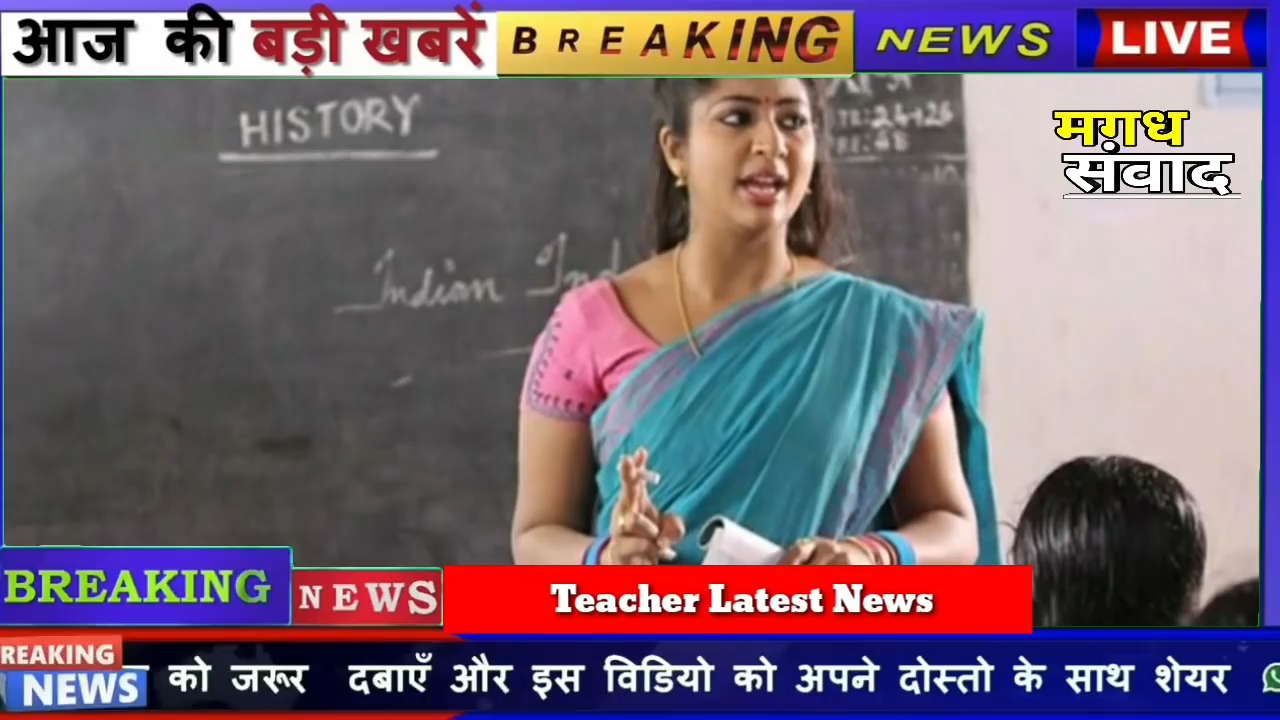 आज की बड़ी खबरें BREAKING NEWS LIVE
मगध
संवाद
HISTORY
Indian Ind
BREAKING NEWS Teacher Latest News
REAKING
NEWS
को जरूर दबाएँ और इस विडियो को अपने दोस्तो के साथ शेयर